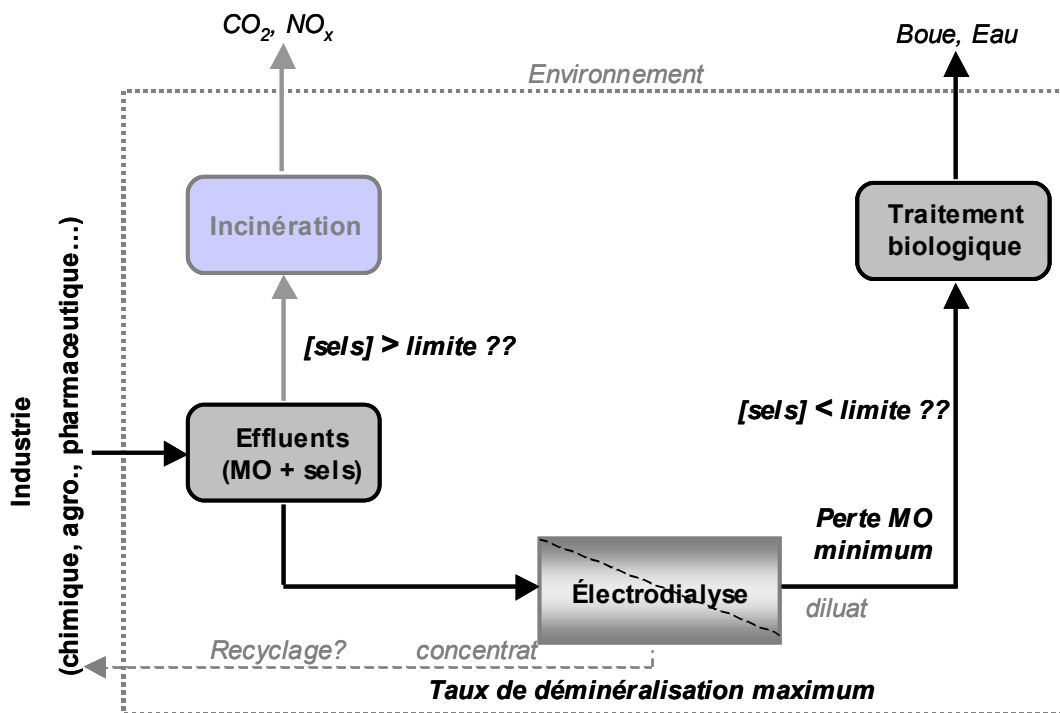 CO2, NOx
Boue, Eau
Environnement
Incinération
Traitement
biologique
[sels] > limite ??
[sels] < limite ??
Industrie
(chimique, agro., pharmaceutique…)
Effluents
(MO + sels)
Perte MO
minimum
Électrodialyse
diluat
Recyclage?
concentrat
Taux de déminéralisation maximum